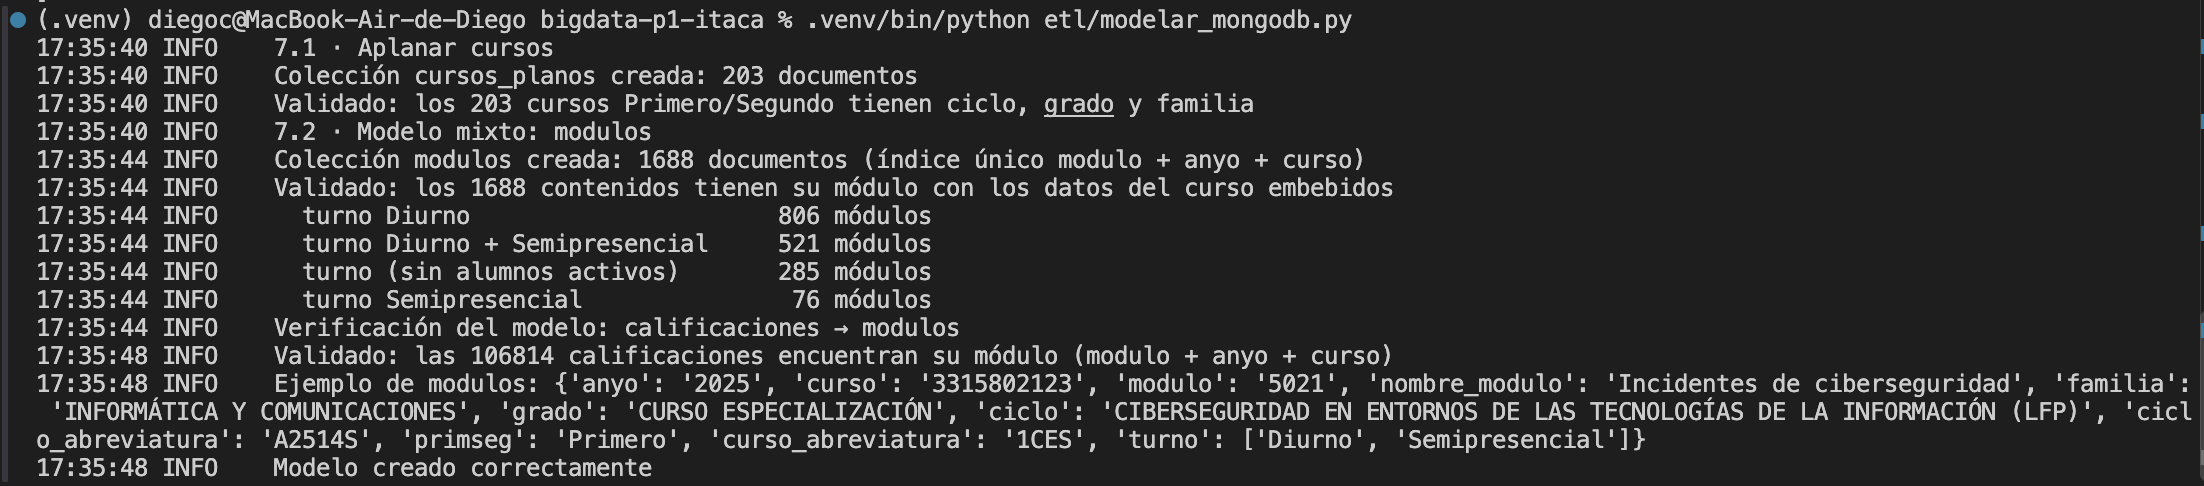 (.venv) diegoc@MacBook-Air-de-Diego bigdata-p1-itaca % .venv/bin/python etl/modelar_mongodb.py
17:35:40 INFO    7.1 · Aplanar cursos
17:35:40 INFO    Colección cursos_planos creada: 203 documentos
17:35:40 INFO    Validado: los 203 cursos Primero/Segundo tienen ciclo, grado y familia
17:35:40 INFO    7.2 · Modelo mixto: modulos
17:35:44 INFO    Colección modulos creada: 1688 documentos (índice único modulo + anyo + curso)
17:35:44 INFO    Validado: los 1688 contenidos tienen su módulo con los datos del curso embebidos
17:35:44 INFO      turno Diurno                      806 módulos
17:35:44 INFO      turno Diurno + Semipresencial     521 módulos
17:35:44 INFO      turno (sin alumnos activos)       285 módulos
17:35:44 INFO      turno Semipresencial               76 módulos
17:35:44 INFO    Verificación del modelo: calificaciones → modulos
17:35:48 INFO    Validado: las 106814 calificaciones encuentran su módulo (modulo + anyo + curso)
17:35:48 INFO    Ejemplo de modulos: {'anyo': '2025', 'curso': '3315802123', 'modulo': '5021', 'nombre_modulo': 'Incidentes de ciberseguridad', 'familia':
 'INFORMÁTICA Y COMUNICACIONES', 'grado': 'CURSO ESPECIALIZACIÓN', 'ciclo': 'CIBERSEGURIDAD EN ENTORNOS DE LAS TECNOLOGÍAS DE LA INFORMACIÓN (LFP)', 'cicl
o_abreviatura': 'A2514S', 'primseg': 'Primero', 'curso_abreviatura': '1CES', 'turno': ['Diurno', 'Semipresencial']}
17:35:48 INFO    Modelo creado correctamente